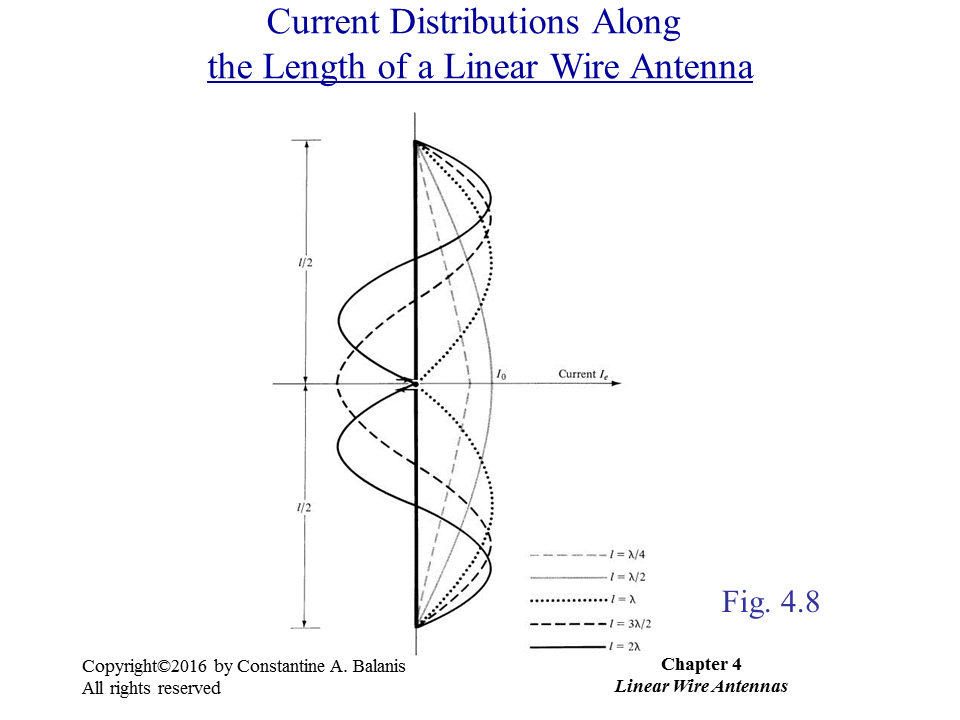 Current Distributions Along
the Length of a Linear Wire Antenna
l/2
I₀
Current Iₑ
l/2
l = λ/4
l = λ/2
l = λ
l = 3λ/2
l = 2λ
Fig. 4.8
Copyright©2016 by Constantine A. Balanis
All rights reserved
Chapter 4
Linear Wire Antennas